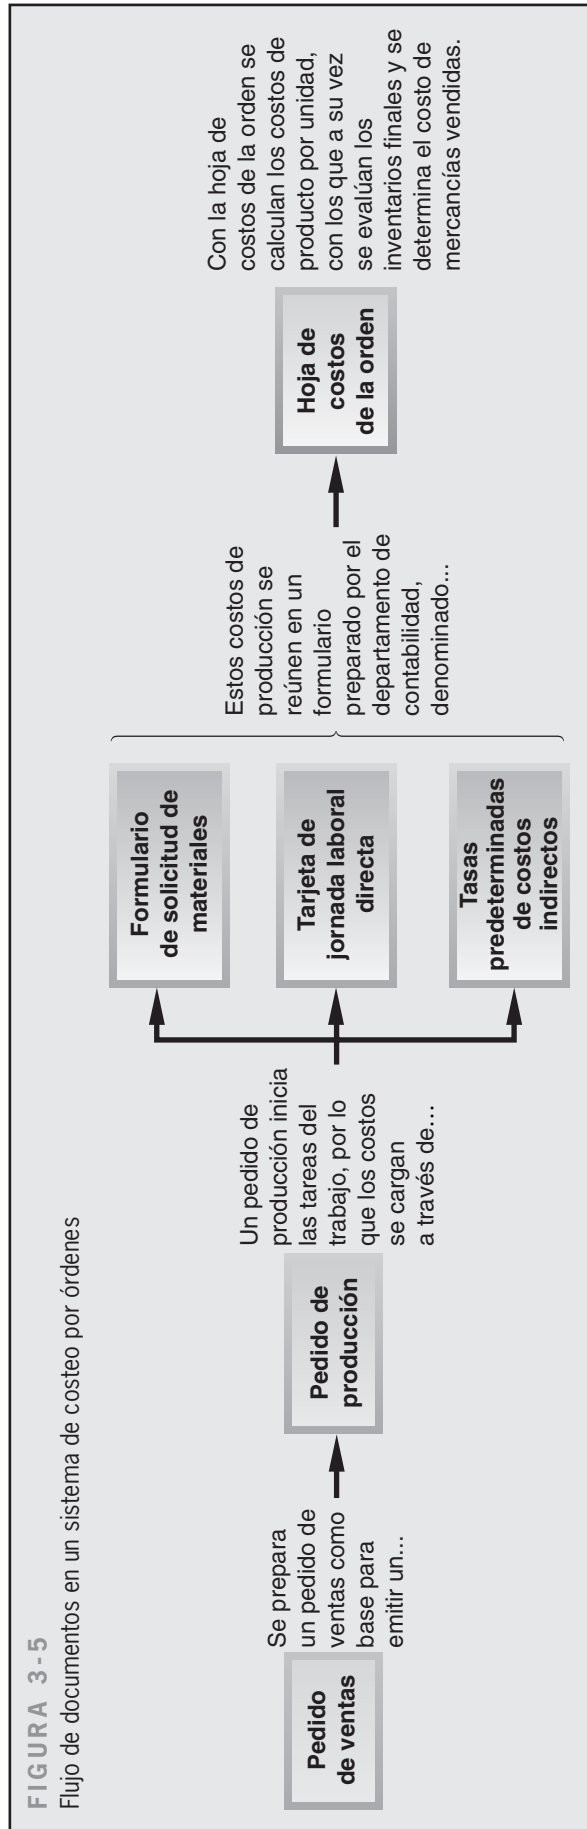 FIGURA 3-5
Flujo de documentos en un sistema de costeo por órdenes
Pedido
de ventas
Se prepara
un pedido de
ventas como
base para
emitir un...
Pedido de
producción
Un pedido de
producción inicia
las tareas del
trabajo, por lo
que los costos
se cargan
a través de...
Formulario
de solicitud de
materiales
Tarjeta de
jornada laboral
directa
Tasas
predeterminadas
de costos
indirectos
Estos costos de
producción se
reúnen en un
formulario
preparado por el
departamento de
contabilidad,
denominado...
Hoja de
costos
de la orden
Con la hoja de
costos de la orden se
calculan los costos de
producto por unidad,
con los que a su vez
se evalúan los
inventarios finales y se
determina el costo de
mercancías vendidas.